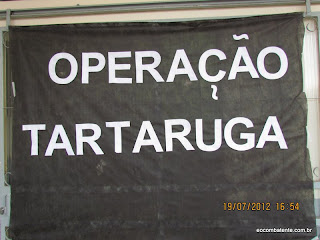 OPERAÇÃO
TARTARUGA
19/07/2012 16:54
eocombatente.com.br